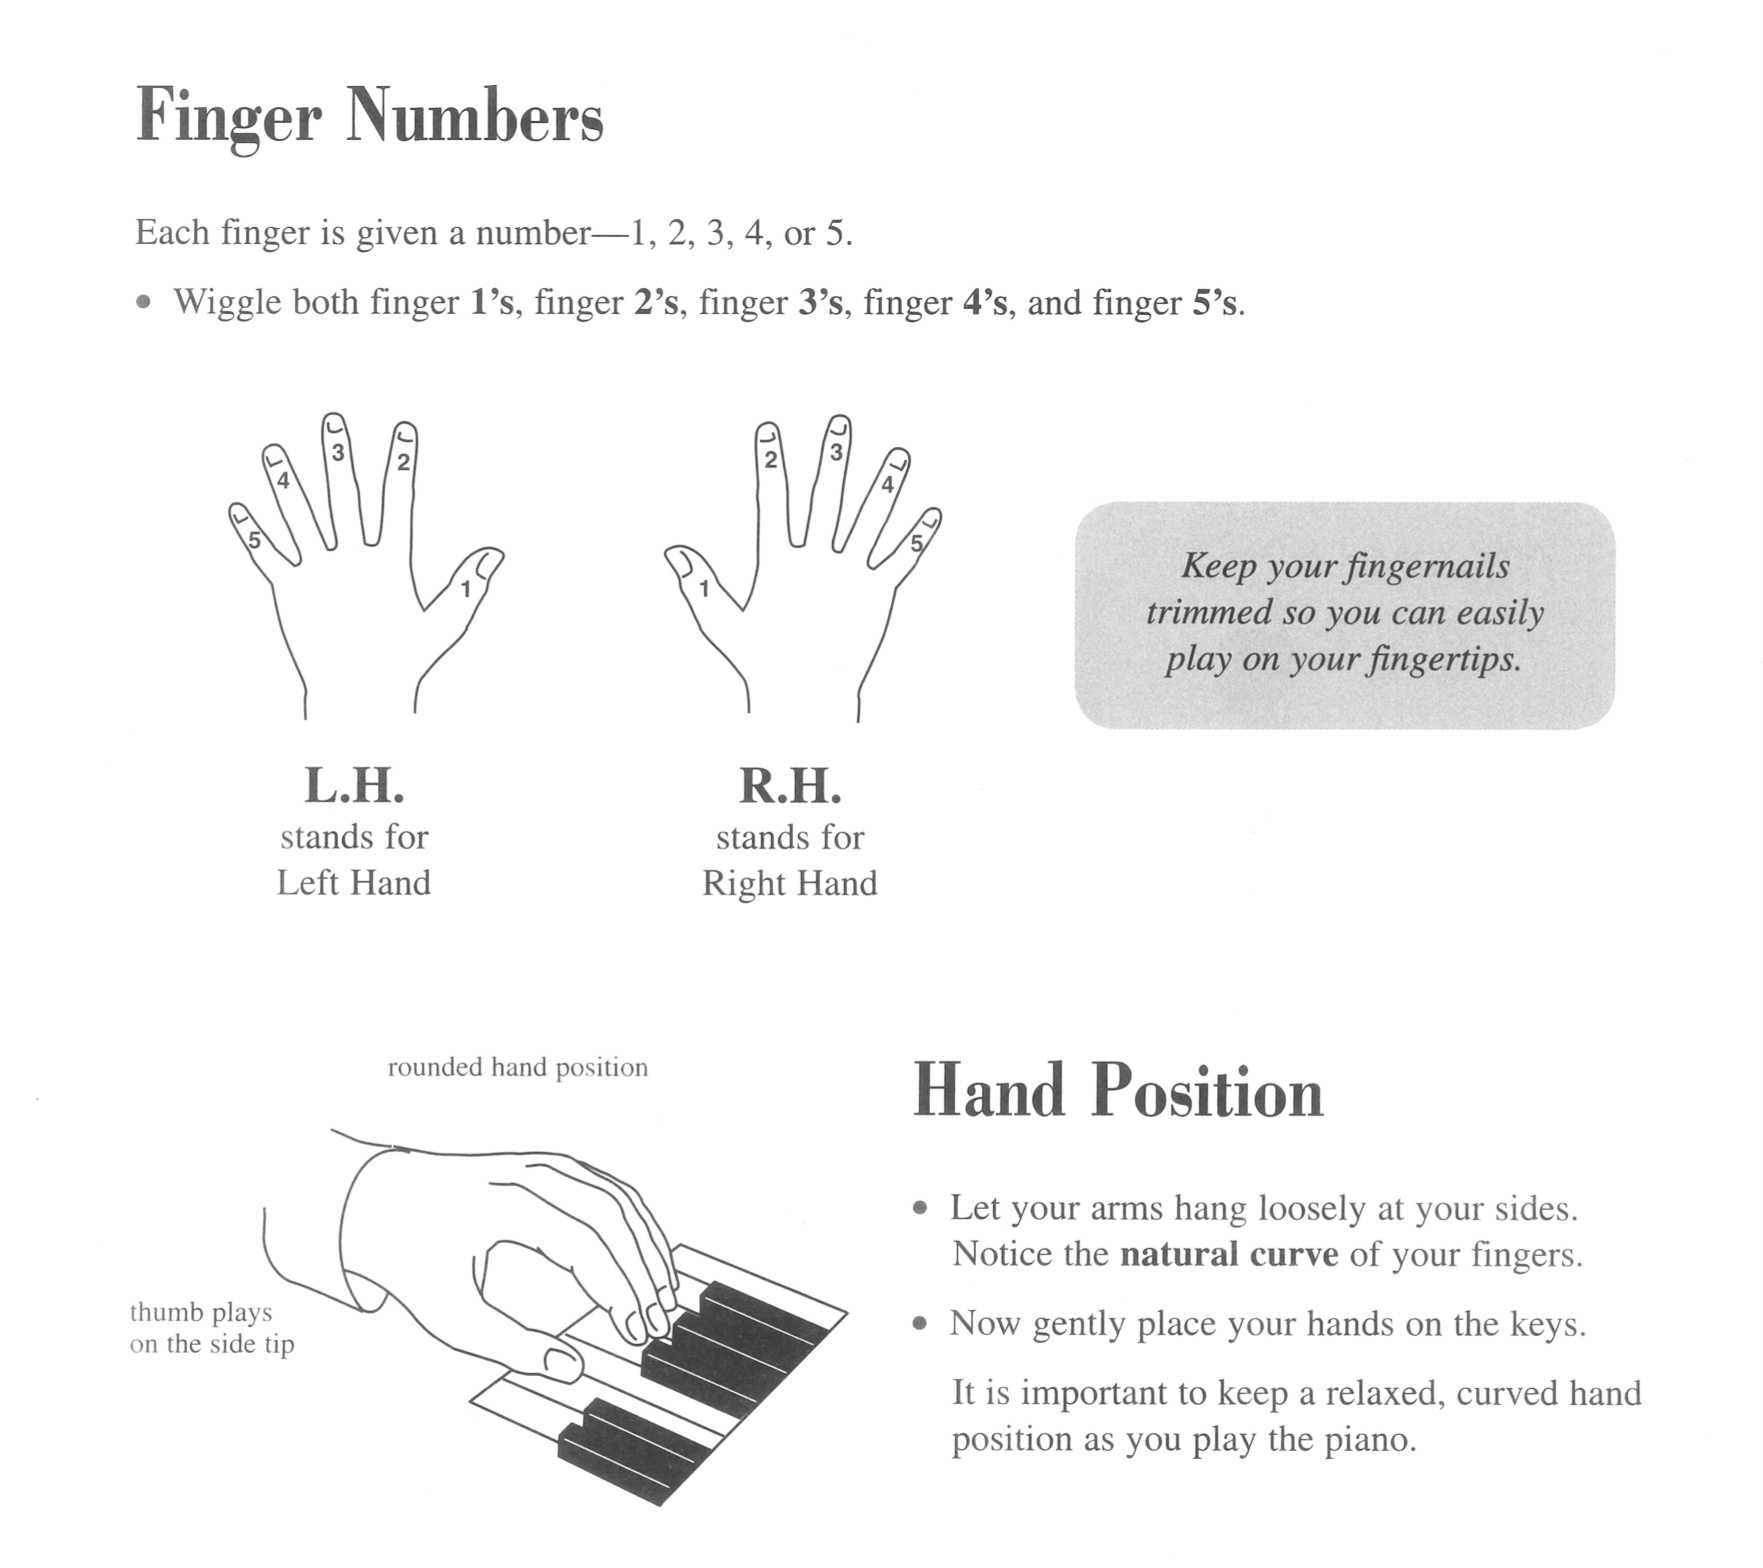 Finger Numbers
Each finger is given a number—1, 2, 3, 4, or 5.
• Wiggle both finger 1's, finger 2's, finger 3's, finger 4's, and finger 5's.
5 4 3 2 1
1 2 3 4 5
L.H.
stands for
Left Hand
R.H.
stands for
Right Hand
Keep your fingernails
trimmed so you can easily
play on your fingertips.
rounded hand position
thumb plays
on the side tip
Hand Position
• Let your arms hang loosely at your sides.
Notice the natural curve of your fingers.
• Now gently place your hands on the keys.
It is important to keep a relaxed, curved hand
position as you play the piano.